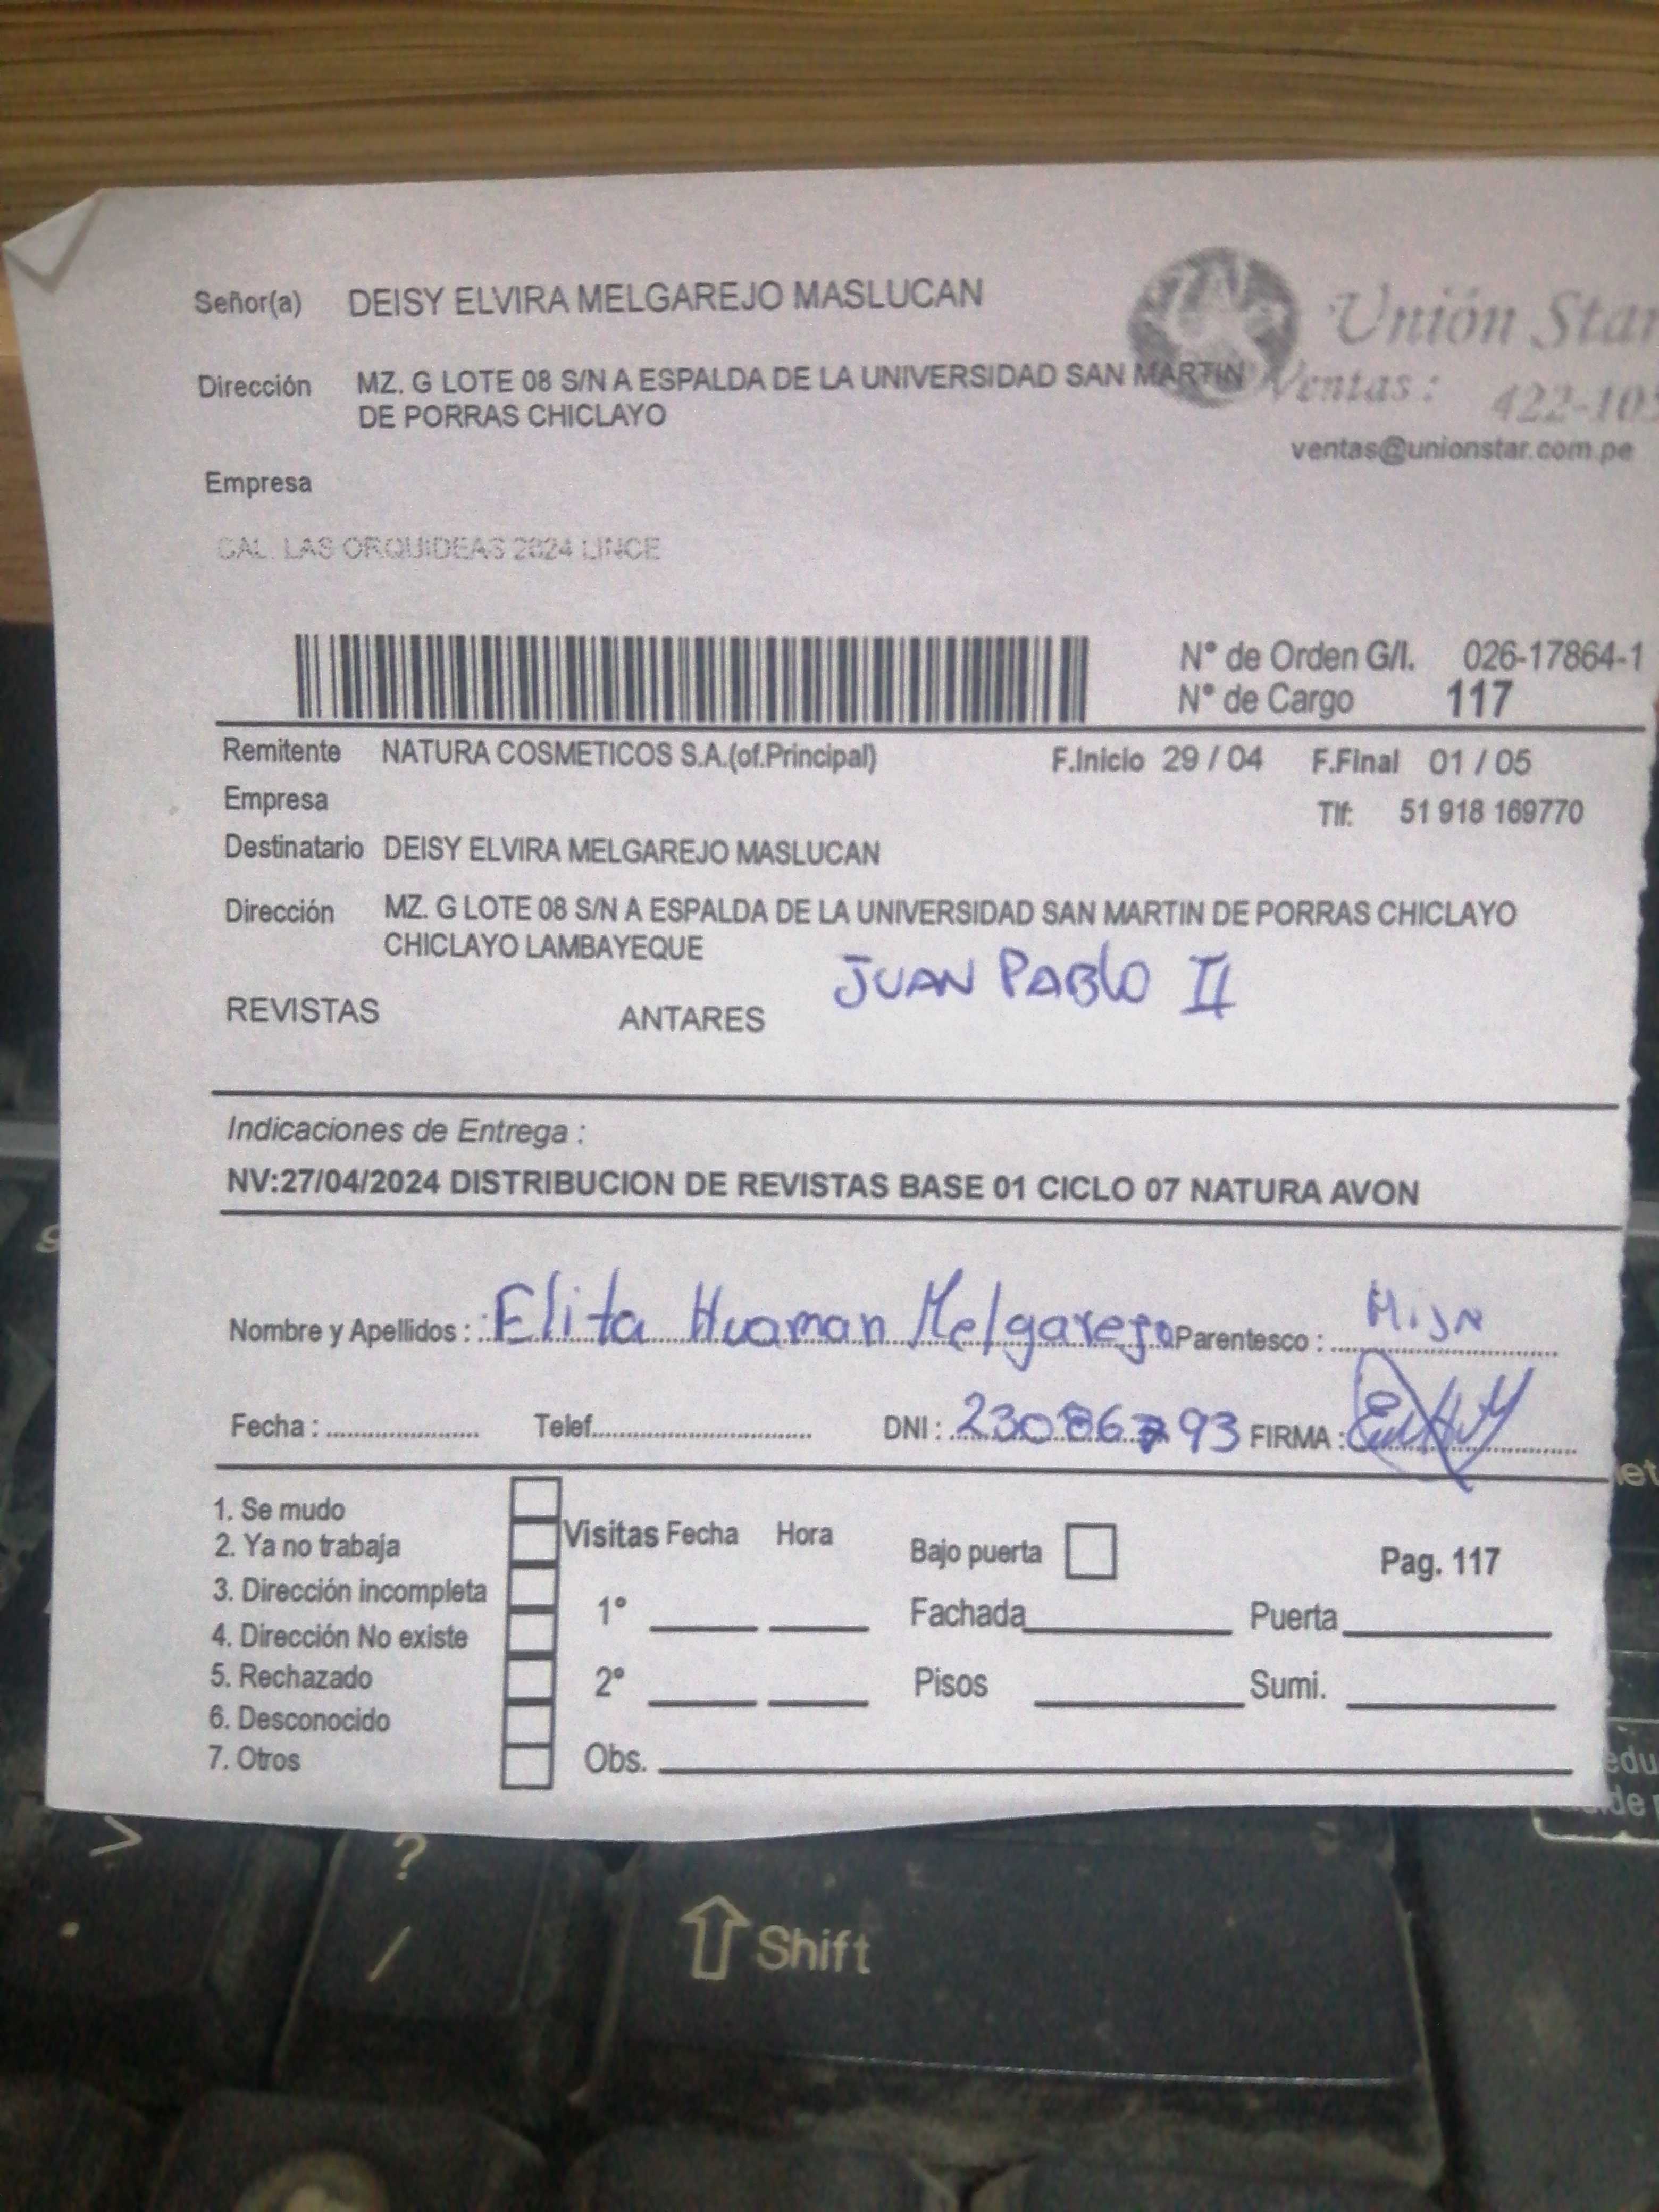 Señor(a) DEISY ELVIRA MELGAREJO MASLUCAN
Unión Star
Dirección MZ. G LOTE 08 S/N A ESPALDA DE LA UNIVERSIDAD SAN MARTIN
DE PORRAS CHICLAYO
Ventas : 422-10
ventas@unionstar.com.pe
Empresa
CAL. LAS ORQUIDEAS 2624 LINCE
N° de Orden G/I. 026-17864-1
N° de Cargo 117
Remitente NATURA COSMETICOS S.A.(of.Principal) F.Inicio 29 / 04 F.Final 01 / 05
Empresa
Tlf: 51 918 169770
Destinatario DEISY ELVIRA MELGAREJO MASLUCAN
Dirección MZ. G LOTE 08 S/N A ESPALDA DE LA UNIVERSIDAD SAN MARTIN DE PORRAS CHICLAYO
CHICLAYO LAMBAYEQUE
JUAN PABLO II
REVISTAS ANTARES
Indicaciones de Entrega :
NV:27/04/2024 DISTRIBUCION DE REVISTAS BASE 01 CICLO 07 NATURA AVON
Nombre y Apellidos : Elita Huaman Melgarejo Parentesco : HIJA
Fecha : Telef. DNI : 23086793 FIRMA :
1. Se mudo
2. Ya no trabaja
3. Dirección incompleta
4. Dirección No existe
5. Rechazado
6. Desconocido
7. Otros
Visitas Fecha Hora
1°
2°
Obs.
Bajo puerta
Pag. 117
Fachada Puerta
Pisos Sumi.
>
.
?
/
Shift